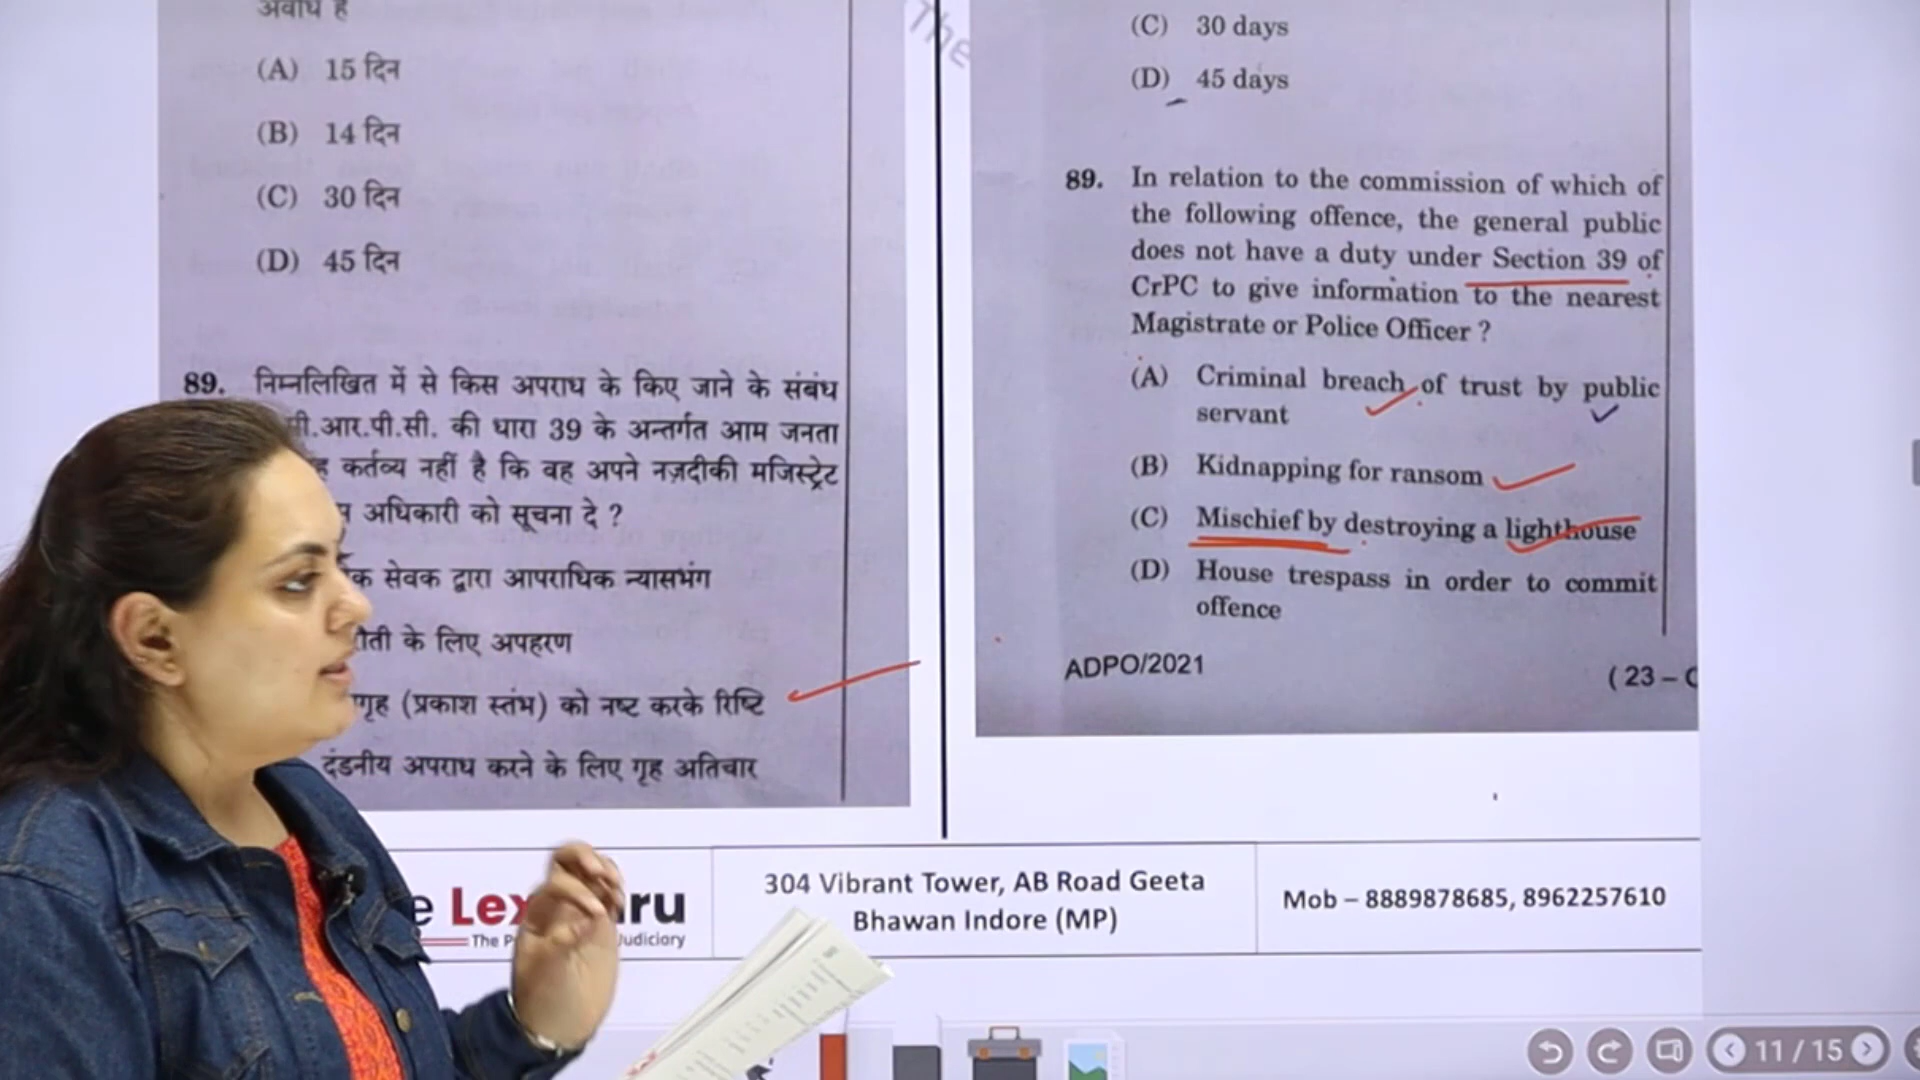 अवधि है
(A) 15 दिन
(B) 14 दिन
(C) 30 दिन
(D) 45 दिन
89. निम्नलिखित में से किस अपराध के किए जाने के संबंध
.आर.पी.सी. की धारा 39 के अन्तर्गत आम जनता
कर्तव्य नहीं है कि वह अपने नज़दीकी मजिस्ट्रेट
अधिकारी को सूचना दे ?
क सेवक द्वारा आपराधिक न्यासभंग
ौती के लिए अपहरण
गृह (प्रकाश स्तंभ) को नष्ट करके रिष्टि
दंडनीय अपराध करने के लिए गृह अतिचार
The
(C) 30 days
(D) 45 days
89. In relation to the commission of which of
the following offence, the general public
does not have a duty under Section 39 of
CrPC to give information to the nearest
Magistrate or Police Officer ?
(A) Criminal breach of trust by public
servant
(B) Kidnapping for ransom
(C) Mischief by destroying a lighthouse
(D) House trespass in order to commit
offence
ADPO/2021
( 23 – C
e Lex ru
The P Judiciary
304 Vibrant Tower, AB Road Geeta
Bhawan Indore (MP)
Mob – 8889878685, 8962257610
11 / 15